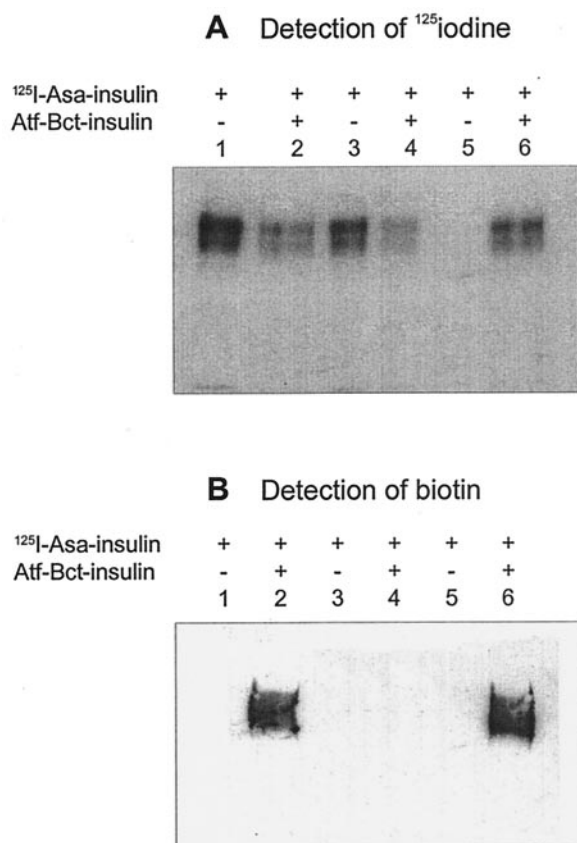 A Detection of ¹²⁵iodine
¹²⁵I-Asa-insulin + + + + + +
Atf-Bct-insulin - + - + - +
1 2 3 4 5 6
B Detection of biotin
¹²⁵I-Asa-insulin + + + + + +
Atf-Bct-insulin - + - + - +
1 2 3 4 5 6